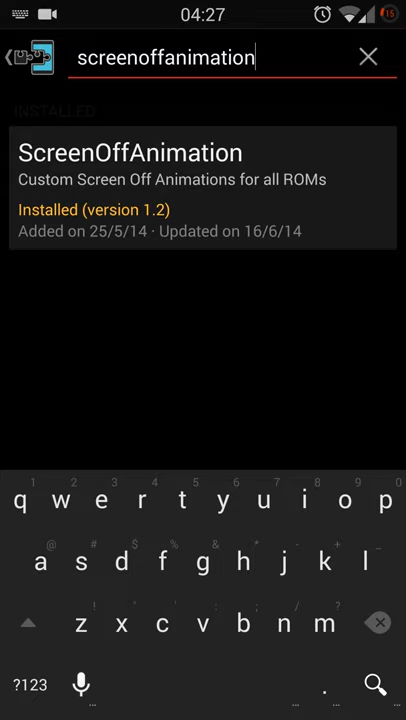 04:27
15
screenoffanimation
INSTALLED
ScreenOffAnimation
Custom Screen Off Animations for all ROMs
Installed (version 1.2)
Added on 25/5/14 · Updated on 16/6/14
1 2 3 4 5 6 7 8 9 0
q w e r t y u i o p
@ # $ % & * - + _
a s d f g h j k l
! " ' : ; / ?
z x c v b n m
?123 .